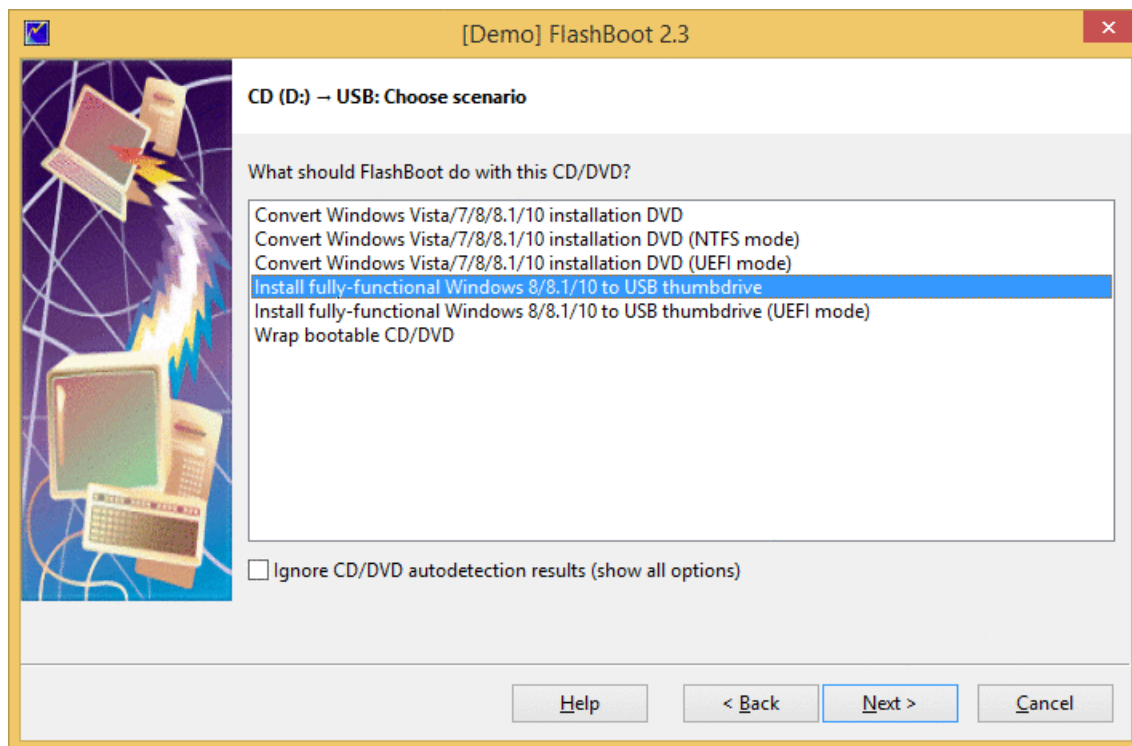 [Demo] FlashBoot 2.3
CD (D:) → USB: Choose scenario
What should FlashBoot do with this CD/DVD?
Convert Windows Vista/7/8/8.1/10 installation DVD
Convert Windows Vista/7/8/8.1/10 installation DVD (NTFS mode)
Convert Windows Vista/7/8/8.1/10 installation DVD (UEFI mode)
Install fully-functional Windows 8/8.1/10 to USB thumbdrive
Install fully-functional Windows 8/8.1/10 to USB thumbdrive (UEFI mode)
Wrap bootable CD/DVD
Ignore CD/DVD autodetection results (show all options)
Help
< Back
Next >
Cancel